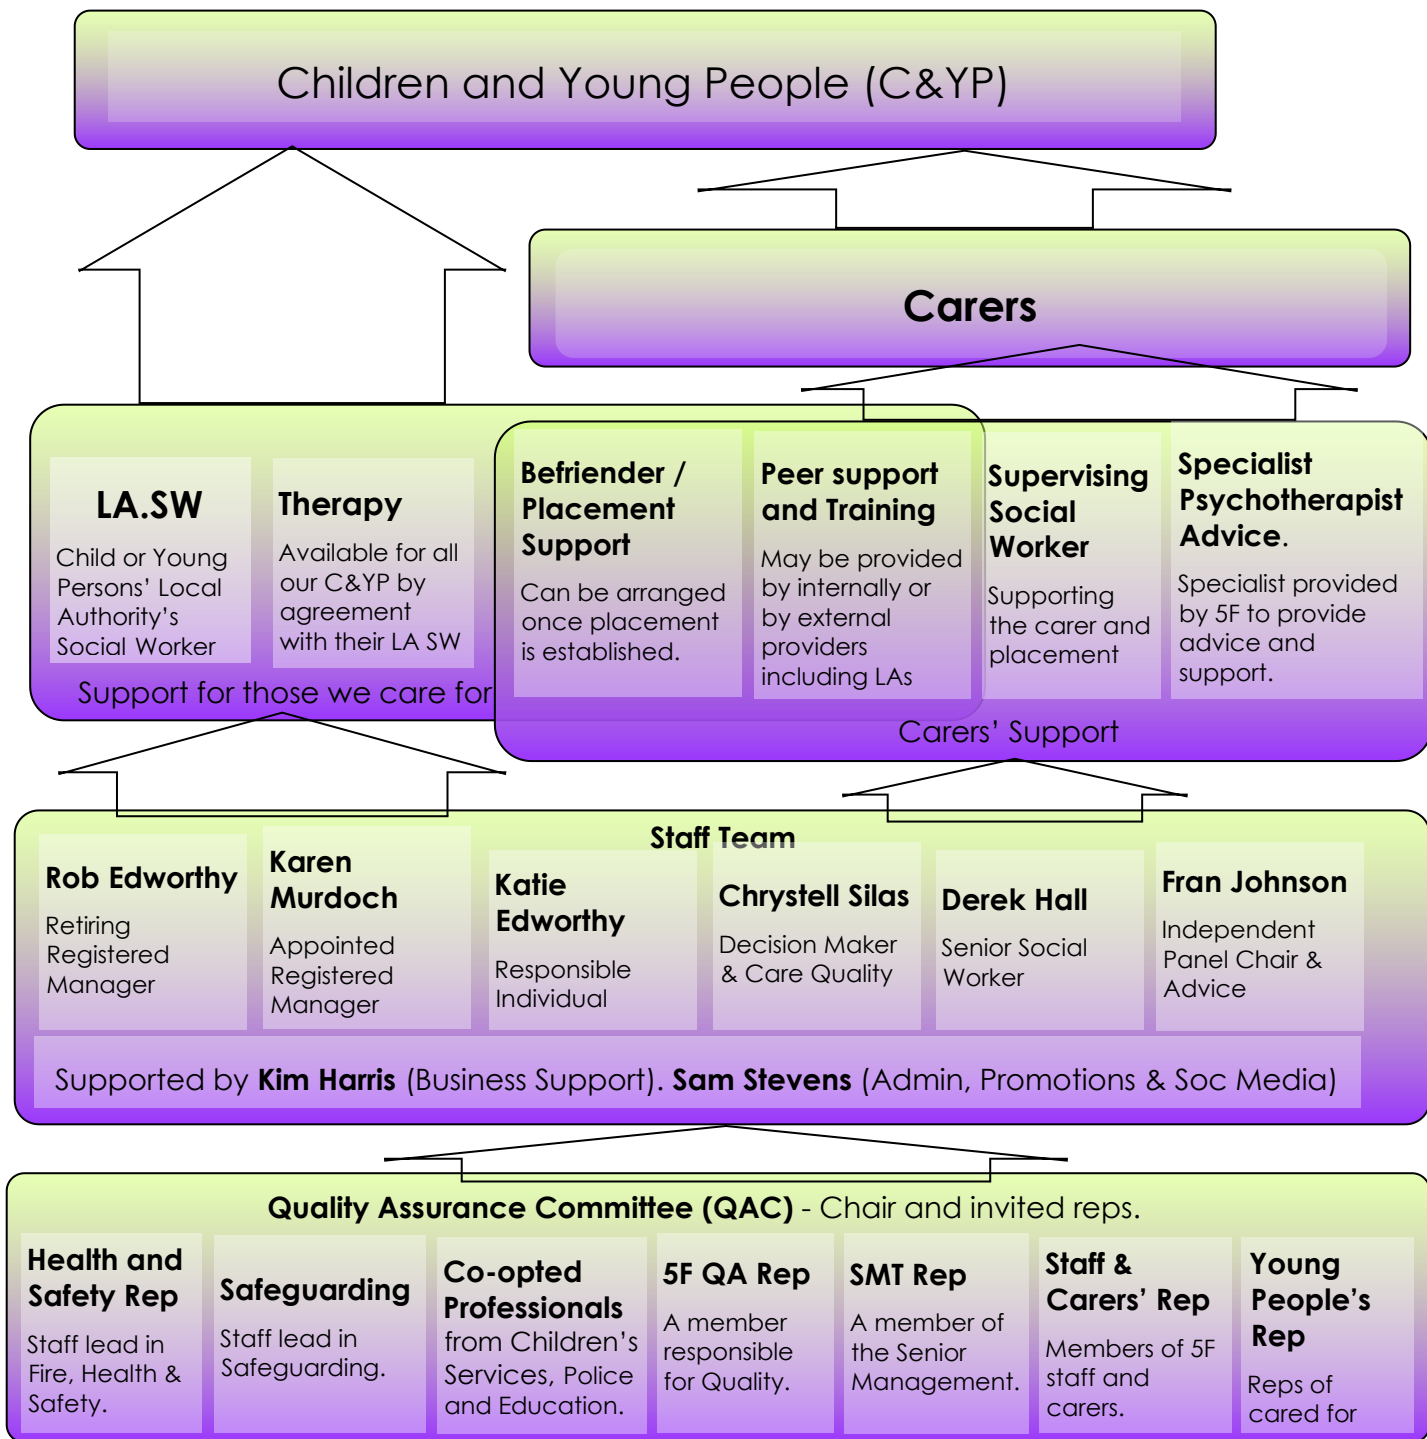 Children and Young People (C&YP)
Carers
LA.SW
Child or Young
Persons’ Local
Authority’s
Social Worker
Therapy
Available for all
our C&YP by
agreement
with their LA SW
Support for those we care for
Befriender /
Placement
Support
Can be arranged
once placement
is established.
Peer support
and Training
May be provided
by internally or
by external
providers
including LAs
Supervising
Social
Worker
Supporting
the carer and
placement
Specialist
Psychotherapist
Advice.
Specialist provided
by 5F to provide
advice and
support.
Carers’ Support
Staff Team
Rob Edworthy
Retiring
Registered
Manager
Karen
Murdoch
Appointed
Registered
Manager
Katie
Edworthy
Responsible
Individual
Chrystell Silas
Decision Maker
& Care Quality
Derek Hall
Senior Social
Worker
Fran Johnson
Independent
Panel Chair &
Advice
Supported by Kim Harris (Business Support). Sam Stevens (Admin, Promotions & Soc Media)
Quality Assurance Committee (QAC) - Chair and invited reps.
Health and
Safety Rep
Staff lead in
Fire, Health &
Safety.
Safeguarding
Staff lead in
Safeguarding.
Co-opted
Professionals
from Children’s
Services, Police
and Education.
5F QA Rep
A member
responsible
for Quality.
SMT Rep
A member of
the Senior
Management.
Staff &
Carers’ Rep
Members of 5F
staff and
carers.
Young
People’s
Rep
Reps of
cared for